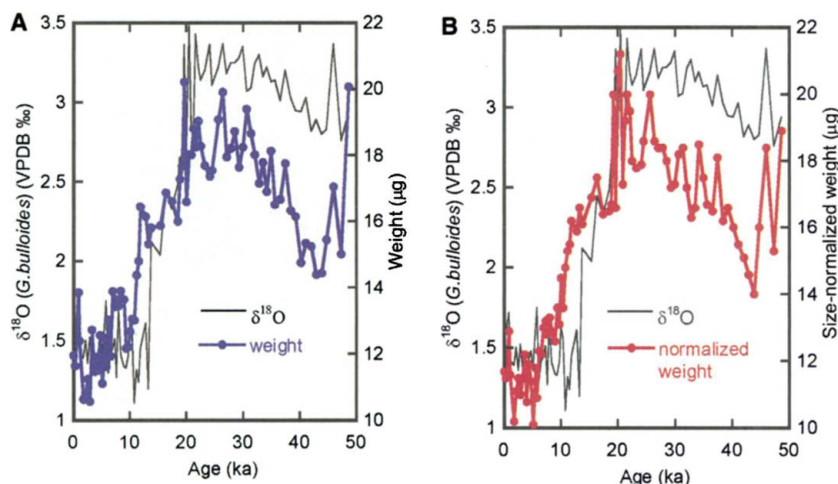 A
δ18O (G.bulloides) (VPDB ‰)
3.5
3
2.5
2
1.5
1
22
20
18
16
14
12
10
Weight (µg)
δ18O
weight
0 10 20 30 40 50
Age (ka)
B
δ18O (G.bulloides) (VPDB ‰)
3.5
3
2.5
2
1.5
1
22
20
18
16
14
12
10
Size-normalized weight (µg)
δ18O
normalized
weight
0 10 20 30 40 50
Age (ka)